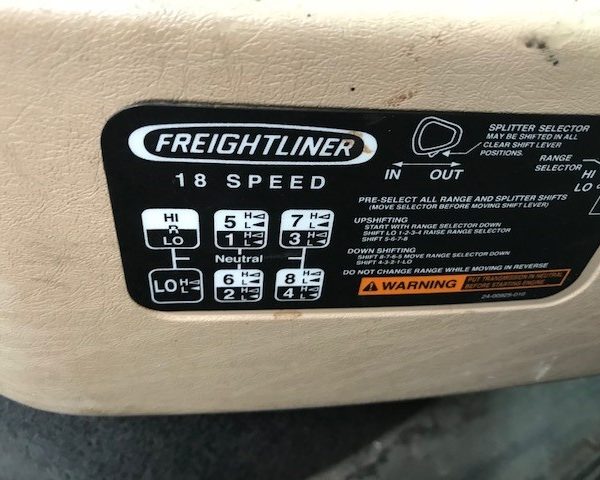 FREIGHTLINER
18 SPEED
HI
R
LO
LO H L
5 H L
1 H L
7 H L
3 H L
Neutral
6 H L
2 H L
8 H L
4 H L
IN OUT
SPLITTER SELECTOR
MAY BE SHIFTED IN ALL
CLEAR SHIFT LEVER
POSITIONS.
RANGE
SELECTOR
HI
LO
PRE-SELECT ALL RANGE AND SPLITTER SHIFTS
(MOVE SELECTOR BEFORE MOVING SHIFT LEVER)
UPSHIFTING
START WITH RANGE SELECTOR DOWN
SHIFT LO 1-2-3-4 RAISE RANGE SELECTOR
SHIFT 5-6-7-8
DOWN SHIFTING
SHIFT 8-7-6-5 MOVE RANGE SELECTOR DOWN
SHIFT 4-3-2-1-LO
DO NOT CHANGE RANGE WHILE MOVING IN REVERSE
WARNING
PUT TRANSMISSION IN NEUTRAL
BEFORE STARTING ENGINE